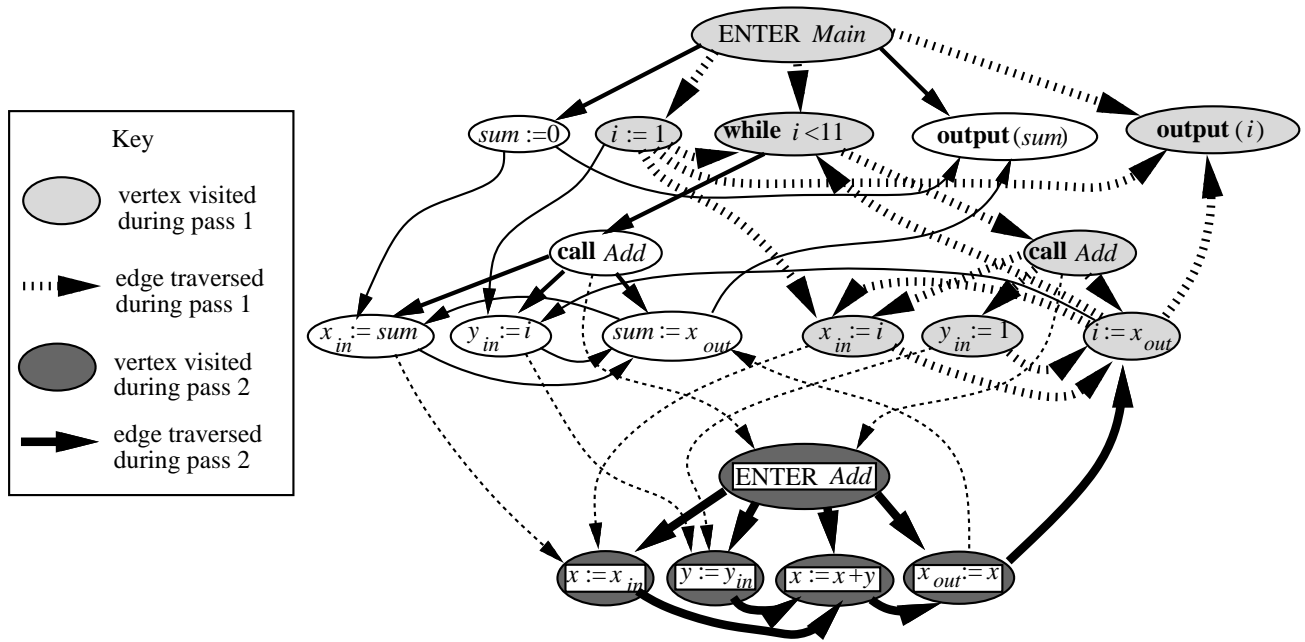 ENTER Main
Key
vertex visited
during pass 1
edge traversed
during pass 1
vertex visited
during pass 2
edge traversed
during pass 2
sum :=0
i := 1
while i <11
output (sum)
output (i)
call Add
call Add
x in := sum
y in := i
sum := x out
x in := i
y in := 1
i := x out
ENTER Add
x := x in
y := y in
x := x+y
x out := x